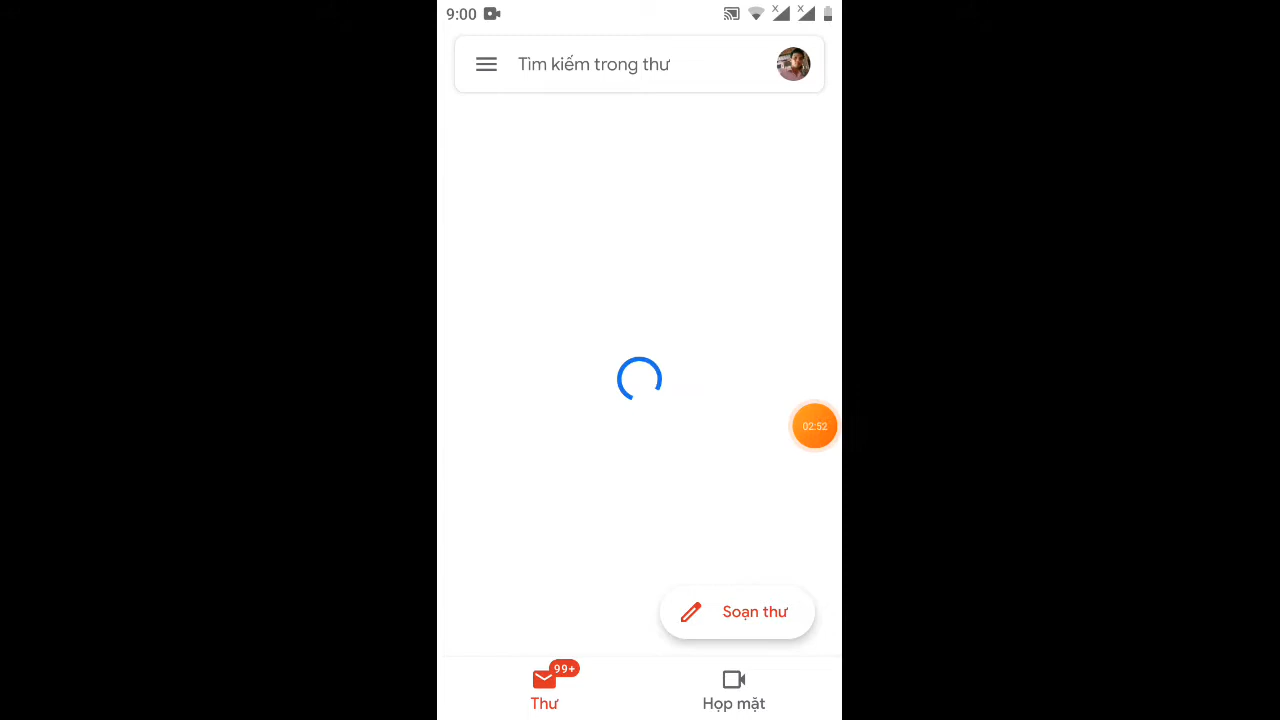 9:00
Tìm kiếm trong thư
02:52
Soạn thư
99+
Thư
Họp mặt